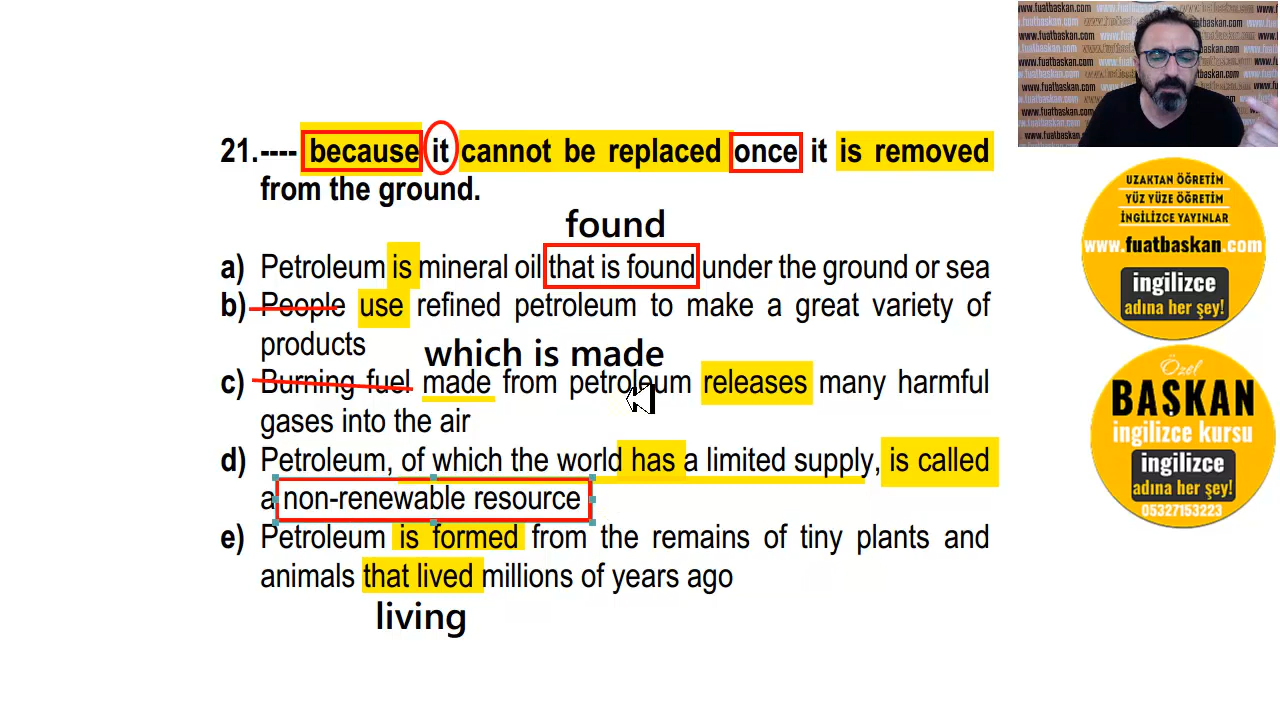 21.---- because it cannot be replaced once it is removed
from the ground.
found
a) Petroleum is mineral oil that is found under the ground or sea
b) People use refined petroleum to make a great variety of
products
which is made
c) Burning fuel made from petroleum releases many harmful
gases into the air
d) Petroleum, of which the world has a limited supply, is called
a non-renewable resource
e) Petroleum is formed from the remains of tiny plants and
animals that lived millions of years ago
living
www.fuatbaskan.com
UZAKTAN ÖĞRETİM
YÜZ YÜZE ÖĞRETİM
İNGİLİZCE YAYINLAR
www.fuatbaskan.com
ingilizce
adına her şey!
Özel
BAŞKAN
ingilizce kursu
ingilizce
adına her şey!
05327153223